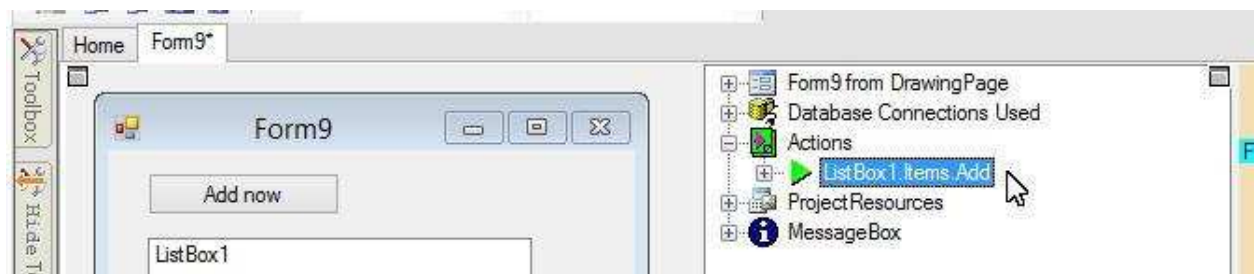 Home
Form9*
Toolbox
Hide
Form9
Add now
ListBox1
Form9 from DrawingPage
Database Connections Used
Actions
ListBox1.Items.Add
ProjectResources
MessageBox
F